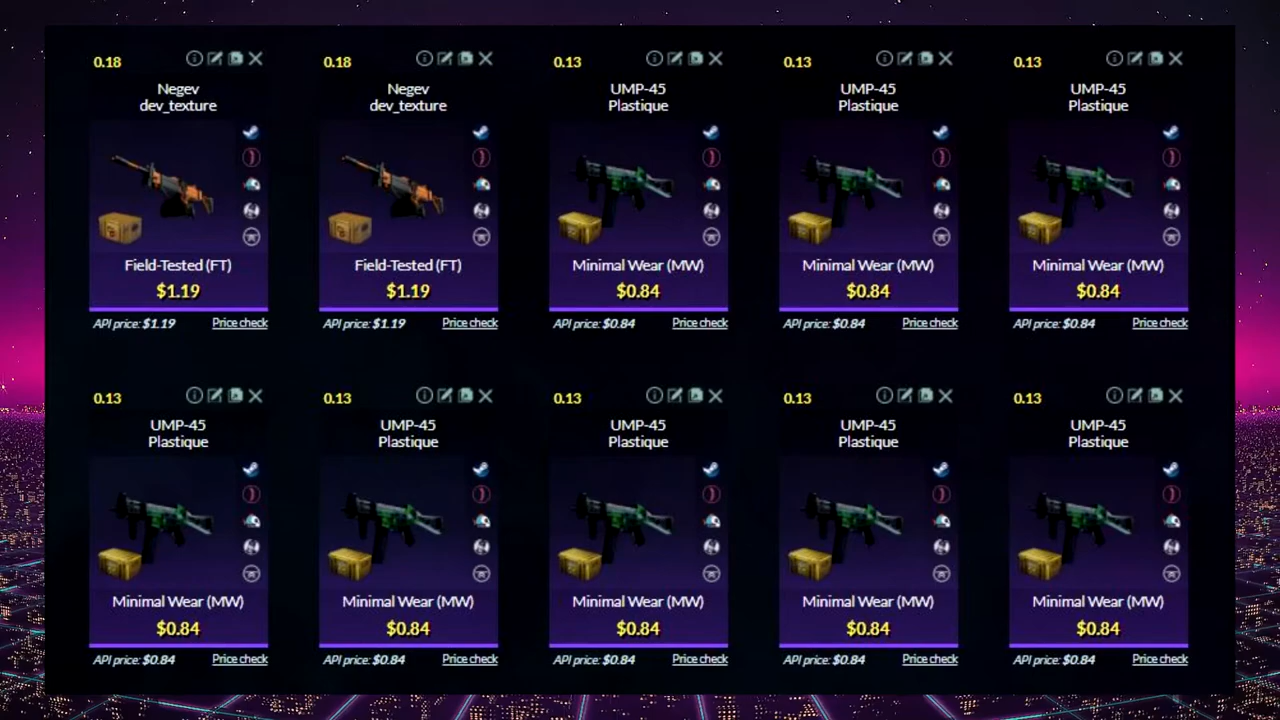 0.18
Negev
dev_texture
Field-Tested (FT)
$1.19
API price: $1.19 Price check
0.18
Negev
dev_texture
Field-Tested (FT)
$1.19
API price: $1.19 Price check
0.13
UMP-45
Plastique
Minimal Wear (MW)
$0.84
API price: $0.84 Price check
0.13
UMP-45
Plastique
Minimal Wear (MW)
$0.84
API price: $0.84 Price check
0.13
UMP-45
Plastique
Minimal Wear (MW)
$0.84
API price: $0.84 Price check
0.13
UMP-45
Plastique
Minimal Wear (MW)
$0.84
API price: $0.84 Price check
0.13
UMP-45
Plastique
Minimal Wear (MW)
$0.84
API price: $0.84 Price check
0.13
UMP-45
Plastique
Minimal Wear (MW)
$0.84
API price: $0.84 Price check
0.13
UMP-45
Plastique
Minimal Wear (MW)
$0.84
API price: $0.84 Price check
0.13
UMP-45
Plastique
Minimal Wear (MW)
$0.84
API price: $0.84 Price check